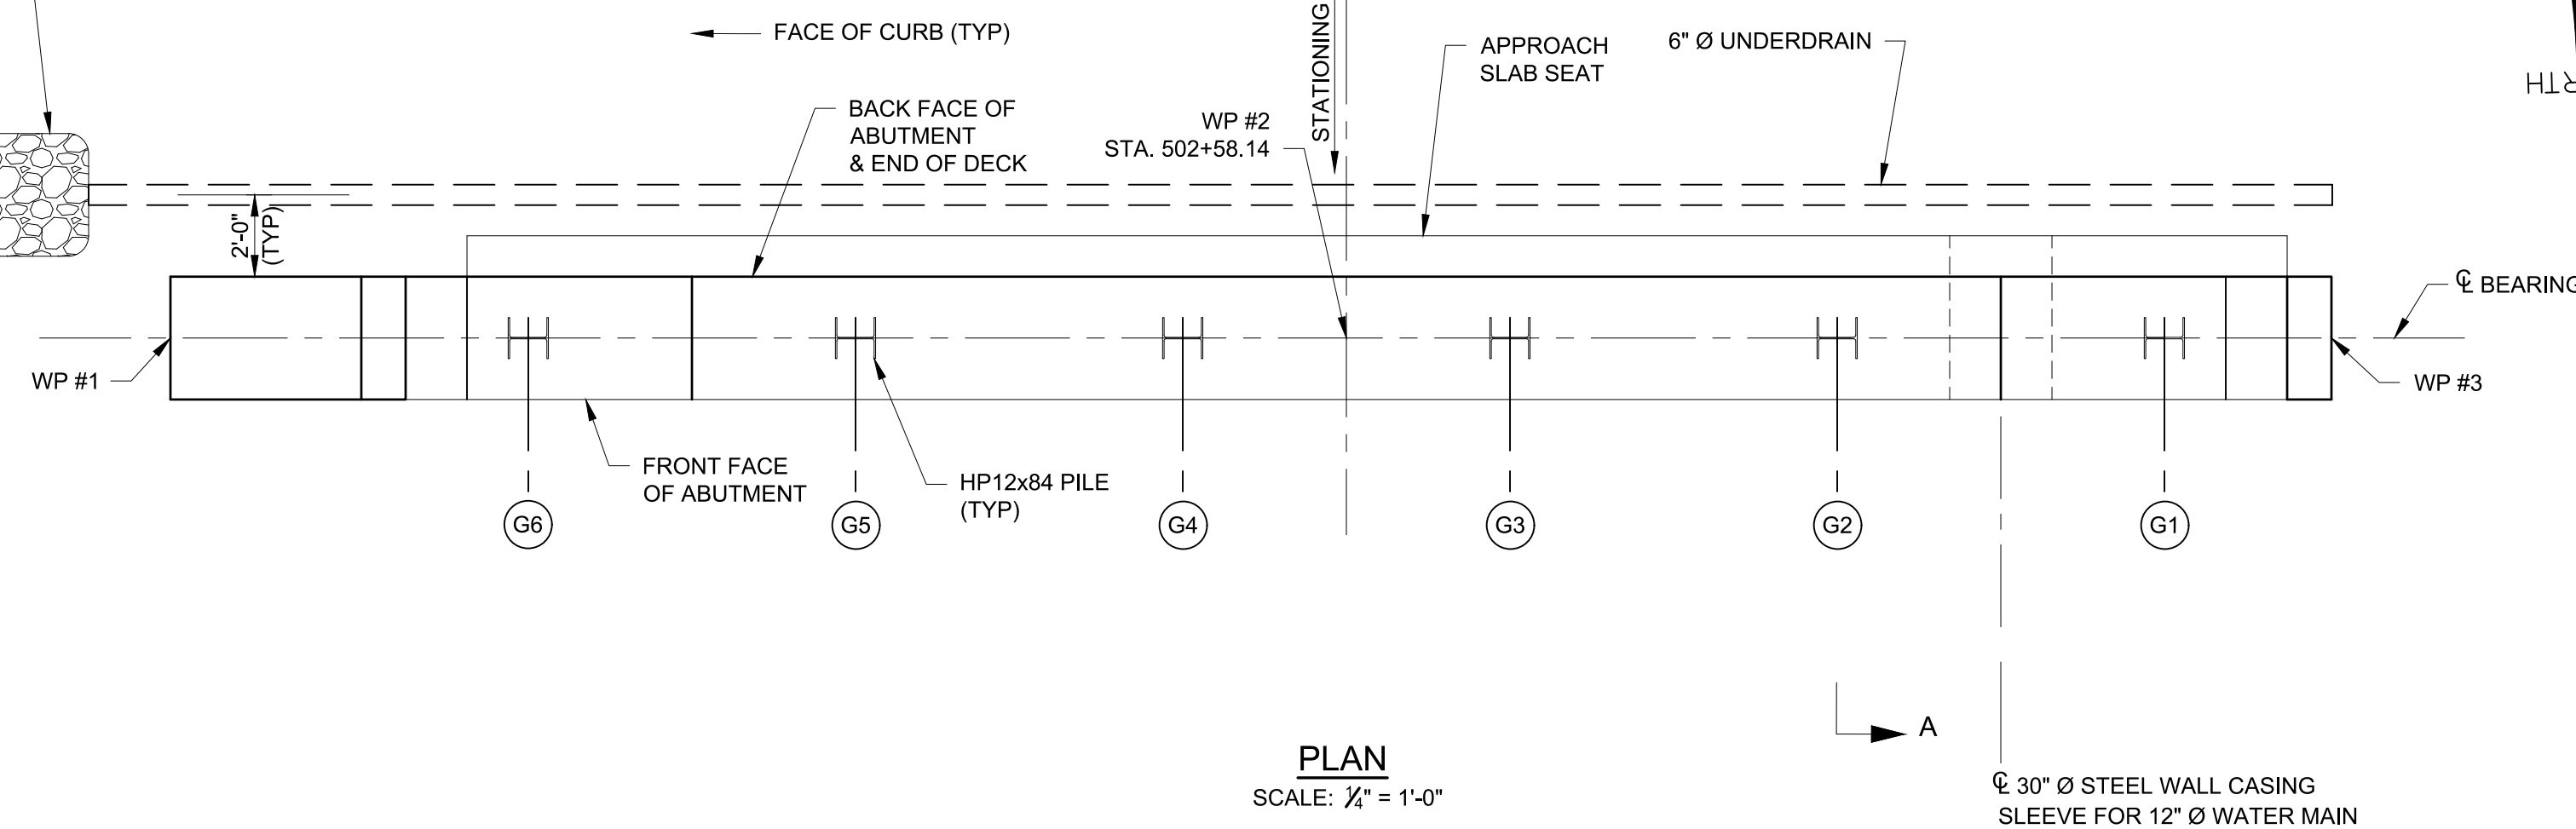 FACE OF CURB (TYP)
STATIONING
APPROACH
SLAB SEAT
6" Ø UNDERDRAIN
BACK FACE OF
ABUTMENT
& END OF DECK
WP #2
STA. 502+58.14
2'-0"
(TYP)
℄ BEARING
WP #1
WP #3
FRONT FACE
OF ABUTMENT
HP12x84 PILE
(TYP)
G6
G5
G4
G3
G2
G1
A
PLAN
SCALE: 1/4" = 1'-0"
℄ 30" Ø STEEL WALL CASING
SLEEVE FOR 12" Ø WATER MAIN